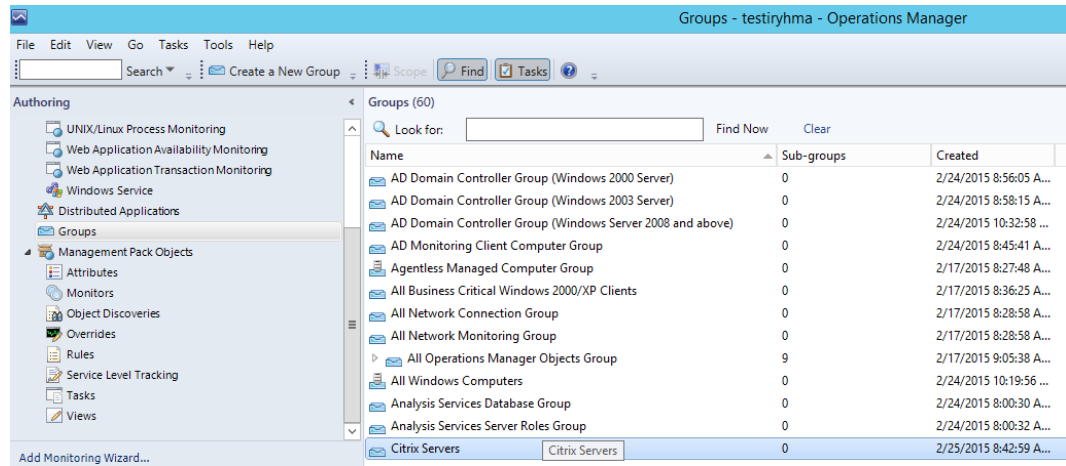 Groups - testiryhma - Operations Manager
File Edit View Go Tasks Tools Help
Search Create a New Group Scope Find Tasks
Authoring
UNIX/Linux Process Monitoring
Web Application Availability Monitoring
Web Application Transaction Monitoring
Windows Service
Distributed Applications
Groups
Management Pack Objects
Attributes
Monitors
Object Discoveries
Overrides
Rules
Service Level Tracking
Tasks
Views
Add Monitoring Wizard...
Groups (60)
Look for: Find Now Clear
Name Sub-groups Created
AD Domain Controller Group (Windows 2000 Server) 0 2/24/2015 8:56:05 A...
AD Domain Controller Group (Windows 2003 Server) 0 2/24/2015 8:58:15 A...
AD Domain Controller Group (Windows Server 2008 and above) 0 2/24/2015 10:32:58 ...
AD Monitoring Client Computer Group 0 2/24/2015 8:45:41 A...
Agentless Managed Computer Group 0 2/17/2015 8:27:48 A...
All Business Critical Windows 2000/XP Clients 0 2/17/2015 8:36:25 A...
All Network Connection Group 0 2/17/2015 8:28:58 A...
All Network Monitoring Group 0 2/17/2015 8:28:58 A...
All Operations Manager Objects Group 9 2/17/2015 9:05:38 A...
All Windows Computers 0 2/24/2015 10:19:56 ...
Analysis Services Database Group 0 2/24/2015 8:00:30 A...
Analysis Services Server Roles Group 0 2/24/2015 8:00:32 A...
Citrix Servers Citrix Servers 0 2/25/2015 8:42:59 A...